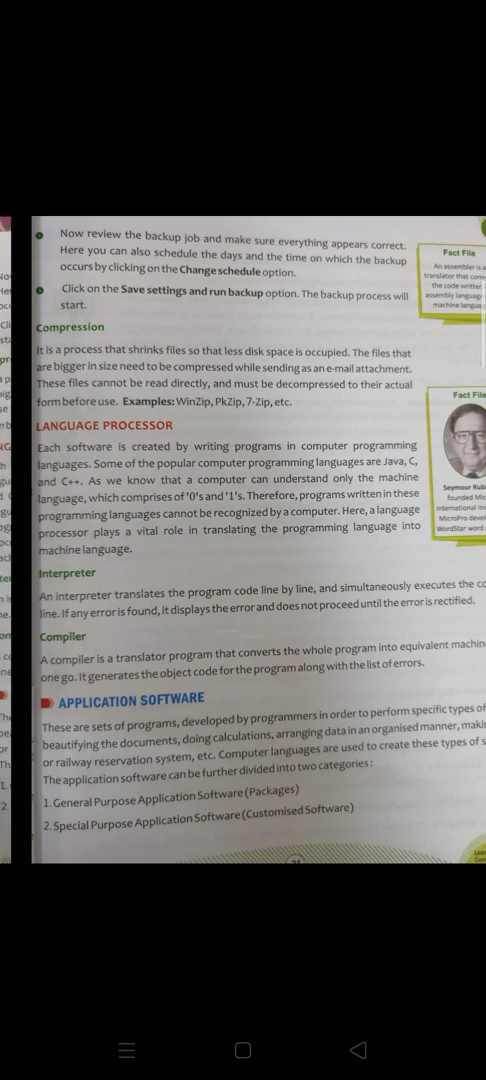 Now review the backup job and make sure everything appears correct.
Here you can also schedule the days and the time on which the backup
occurs by clicking on the Change schedule option.
Click on the Save settings and run backup option. The backup process will
start.
Compression
It is a process that shrinks files so that less disk space is occupied. The files that
are bigger in size need to be compressed while sending as an e-mail attachment.
These files cannot be read directly, and must be decompressed to their actual
form before use. Examples: WinZip, PkZip, 7-Zip, etc.
LANGUAGE PROCESSOR
Each software is created by writing programs in computer programming
languages. Some of the popular computer programming languages are Java, C,
and C++. As we know that a computer can understand only the machine
language, which comprises of '0's and '1's. Therefore, programs written in these
programming languages cannot be recognized by a computer. Here, a language
processor plays a vital role in translating the programming language into
machine language.
Interpreter
An interpreter translates the program code line by line, and simultaneously executes the
line. If any error is found, it displays the error and does not proceed until the error is rectified.
Compiler
A compiler is a translator program that converts the whole program into equivalent
one go. It generates the object code for the program along with the list of errors.
APPLICATION SOFTWARE
These are sets of programs, developed by programmers in order to perform specific types of
beautifying the documents, doing calculations, arranging data in an organised manner,
or railway reservation system, etc. Computer languages are used to create these types of
The application software can be further divided into two categories:
1. General Purpose Application Software (Packages)
2. Special Purpose Application Software (Customised Software)
Fact File
An assembler is a
translator that
the code written
assembly
machine
Fact File
Seymour
founded
International
MicroPro
WordStar word